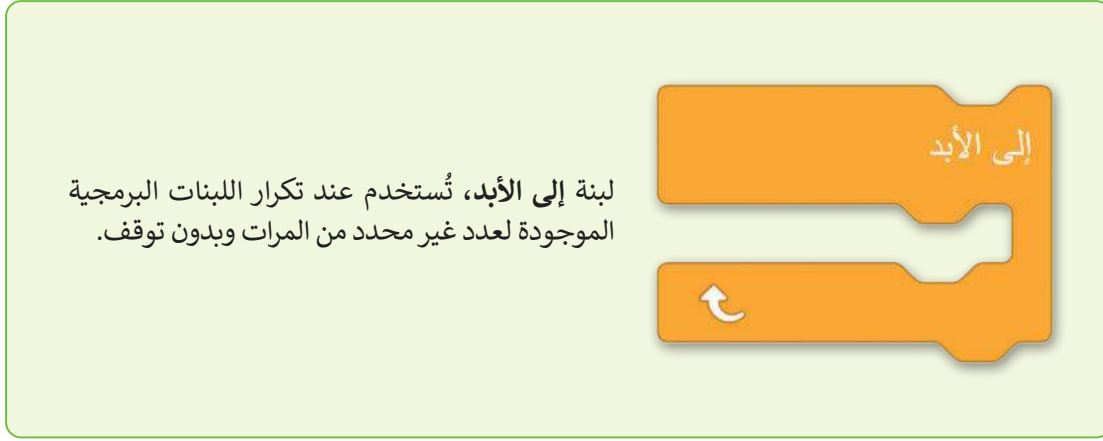 إلى الأبد
لبنة إلى الأبد، تُستخدم عند تكرار اللبنات البرمجية
الموجودة لعدد غير محدد من المرات وبدون توقف.